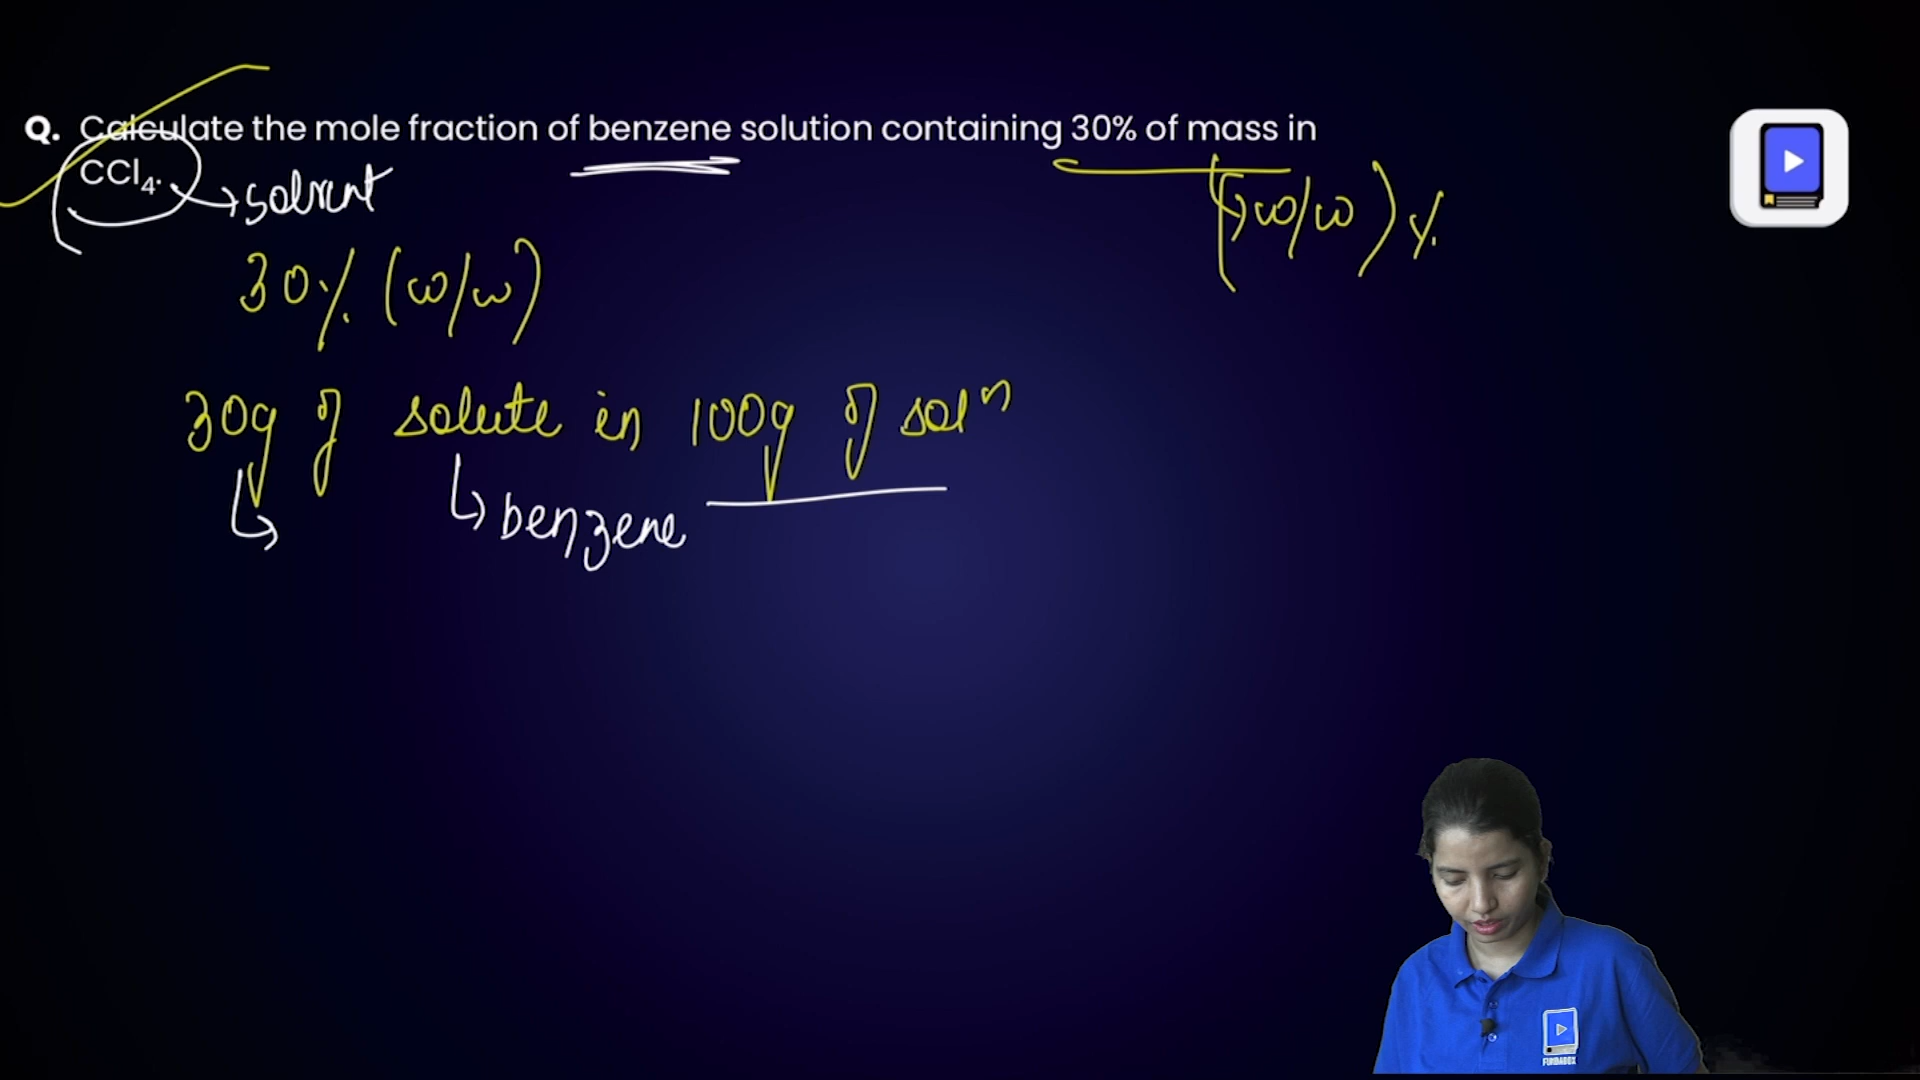 Q. Calculate the mole fraction of benzene solution containing 30% of mass in
CCl₄.
solvent
(w/w) %
30% (w/w)
30g of solute in 100g of solⁿ
benzene
FUNDABOX